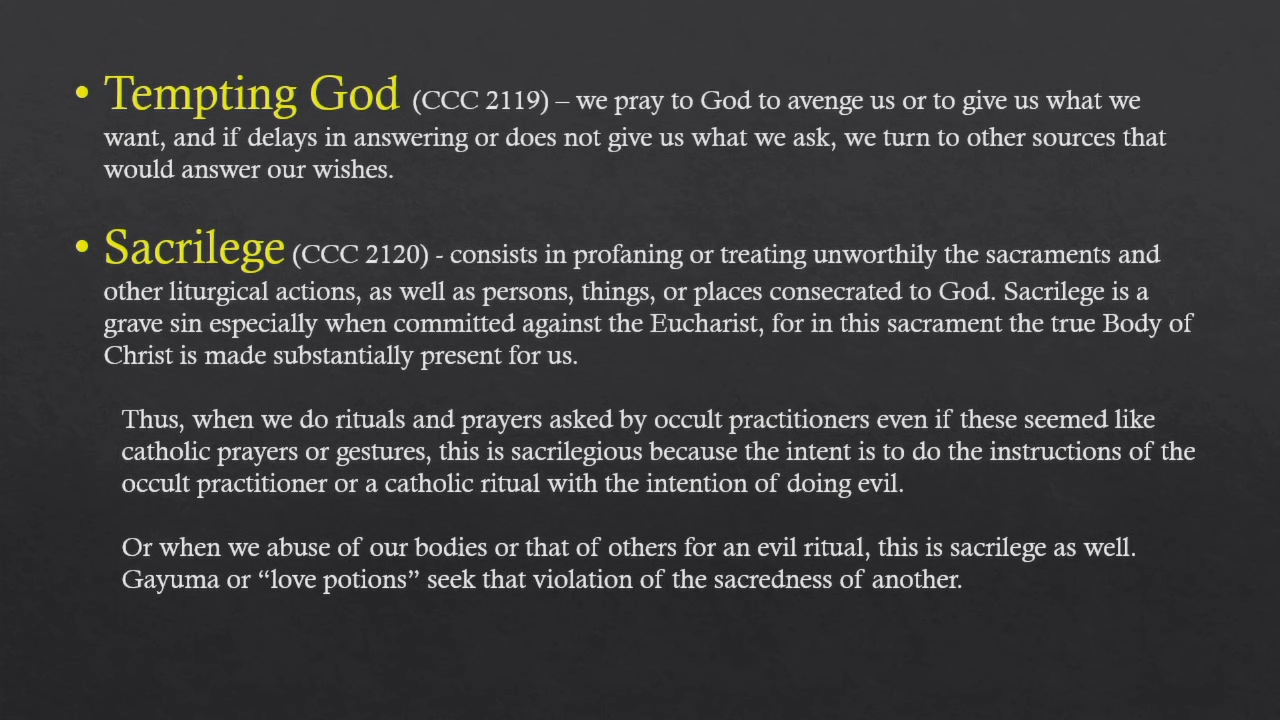 • Tempting God (CCC 2119) – we pray to God to avenge us or to give us what we
want, and if delays in answering or does not give us what we ask, we turn to other sources that
would answer our wishes.
• Sacrilege (CCC 2120) - consists in profaning or treating unworthily the sacraments and
other liturgical actions, as well as persons, things, or places consecrated to God. Sacrilege is a
grave sin especially when committed against the Eucharist, for in this sacrament the true Body of
Christ is made substantially present for us.
Thus, when we do rituals and prayers asked by occult practitioners even if these seemed like
catholic prayers or gestures, this is sacrilegious because the intent is to do the instructions of the
occult practitioner or a catholic ritual with the intention of doing evil.
Or when we abuse of our bodies or that of others for an evil ritual, this is sacrilege as well.
Gayuma or “love potions” seek that violation of the sacredness of another.